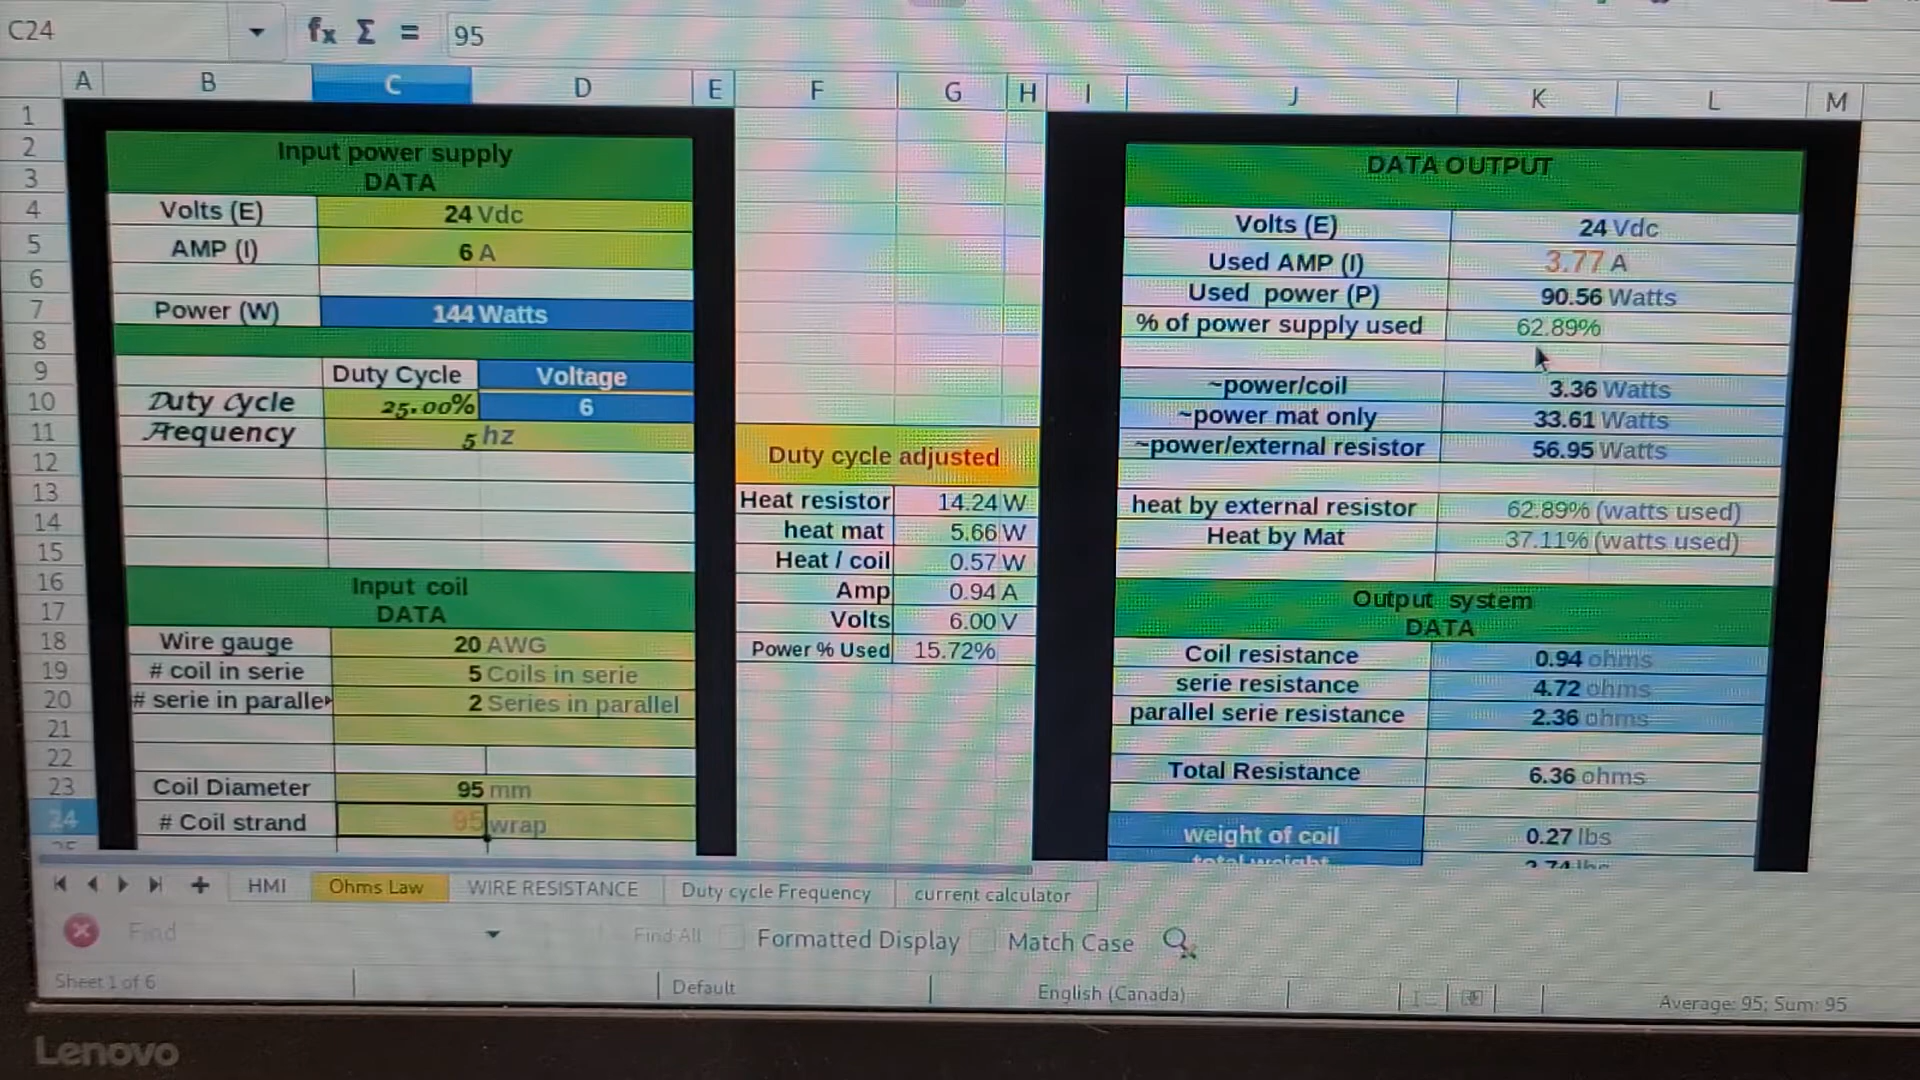 C24 fx Σ = 95
A B C D E F G H I J K L M
1
2 Input power supply DATA OUTPUT
3 DATA
4 Volts (E) 24 Vdc Volts (E) 24 Vdc
5 AMP (I) 6 A Used AMP (I) 3.77 A
6 Used power (P) 90.56 Watts
7 Power (W) 144 Watts % of power supply used 62.89%
8
9 Duty Cycle Voltage ~power/coil 3.36 Watts
10 Duty cycle 25.00% 6 ~power mat only 33.61 Watts
11 Frequency 5 hz ~power/external resistor 56.95 Watts
12 Duty cycle adjusted
13 Heat resistor 14.24 W heat by external resistor 62.89% (watts used)
14 heat mat 5.66 W Heat by Mat 37.11% (watts used)
15 Heat / coil 0.57 W
16 Input coil Amp 0.94 A Output system
17 DATA Volts 6.00 V DATA
18 Wire gauge 20 AWG Power % Used 15.72% Coil resistance 0.94 ohms
19 # coil in serie 5 Coils in serie serie resistance 4.72 ohms
20 # serie in paralle 2 Series in parallel parallel serie resistance 2.36 ohms
21
22 Total Resistance 6.36 ohms
23 Coil Diameter 95 mm
24 # Coil strand 95 wrap weight of coil 0.27 lbs
25 total weight 2.74 lbs
HMI Ohms Law WIRE RESISTANCE Duty cycle Frequency current calculator
Find Find All Formatted Display Match Case
Sheet 1 of 6 Default English (Canada) Average: 95; Sum: 95
Lenovo